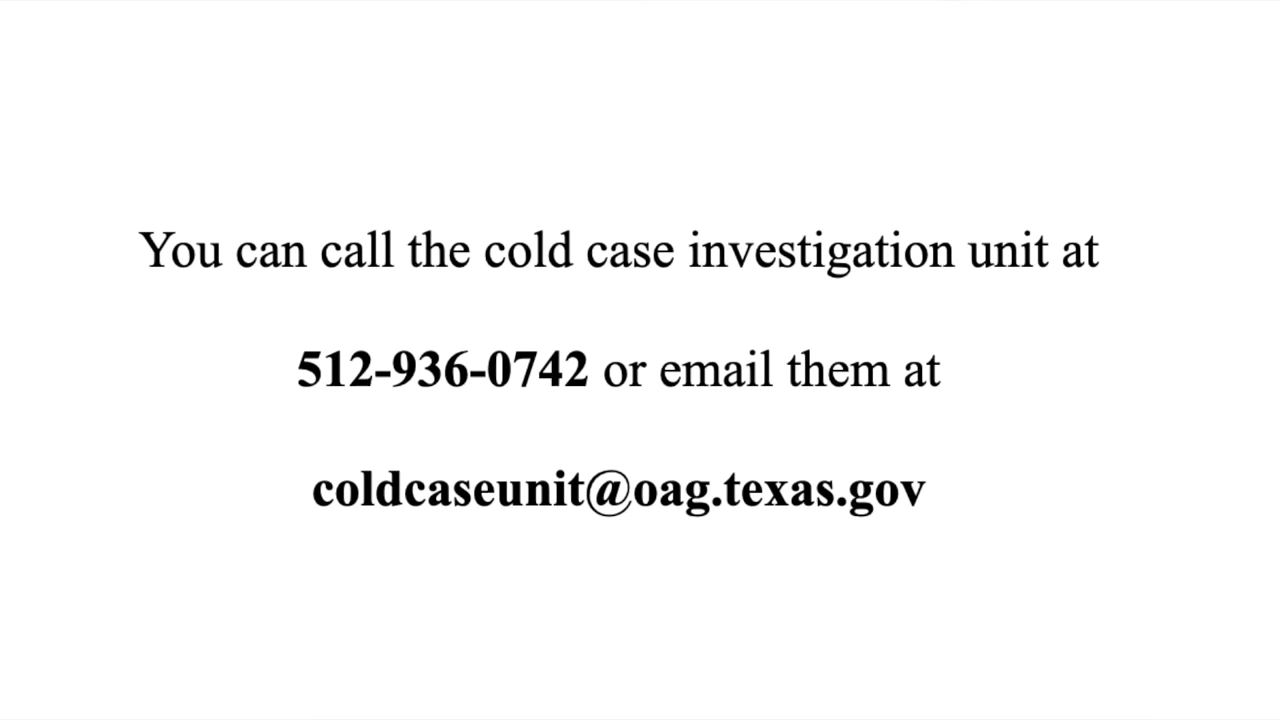 You can call the cold case investigation unit at
512-936-0742 or email them at
coldcaseunit@oag.texas.gov